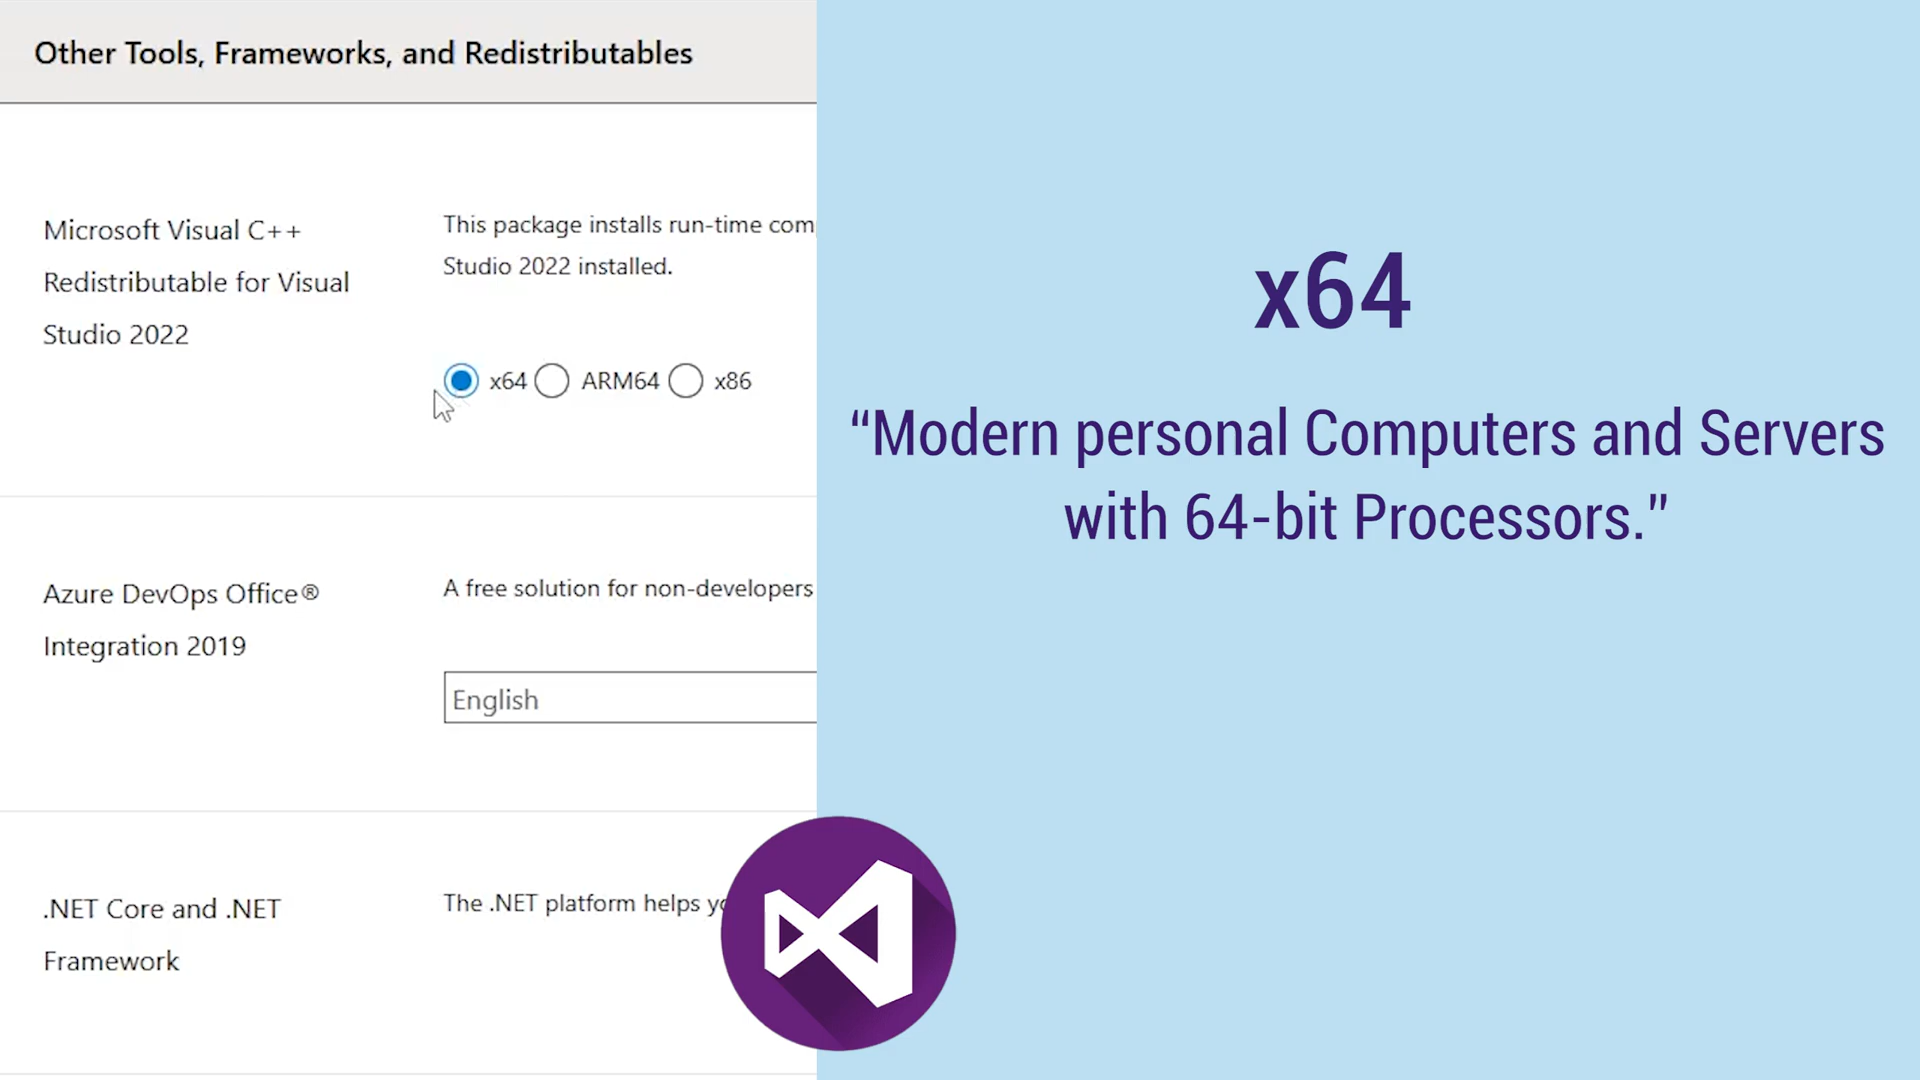 Other Tools, Frameworks, and Redistributables
Microsoft Visual C++
Redistributable for Visual
Studio 2022
This package installs run-time com
Studio 2022 installed.
x64 ARM64 x86
Azure DevOps Office®
Integration 2019
A free solution for non-developers
English
.NET Core and .NET
Framework
The .NET platform helps yo
x64
“Modern personal Computers and Servers
with 64-bit Processors.”